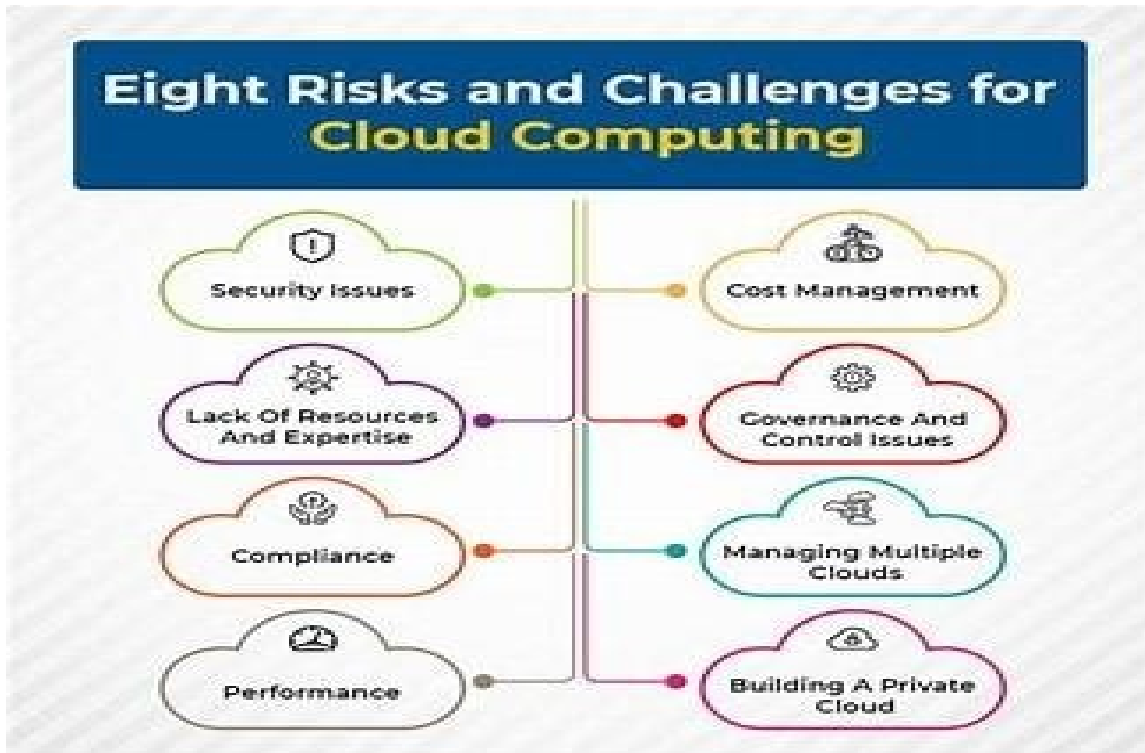 Eight Risks and Challenges for
Cloud Computing
Security Issues
Cost Management
Lack Of Resources
And Expertise
Governance And
Control Issues
Compliance
Managing Multiple
Clouds
Performance
Building A Private
Cloud